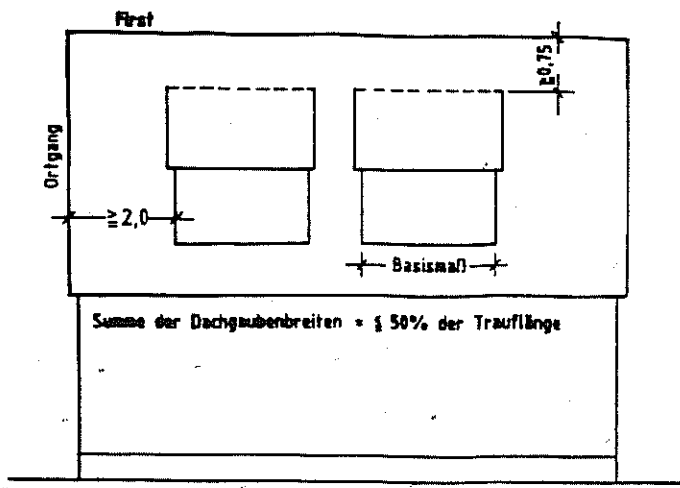 First
≧0,75
Ortgang
≧2,0
Basismaß
Summe der Dachgaubenbreiten = ≦ 50% der Trauflänge